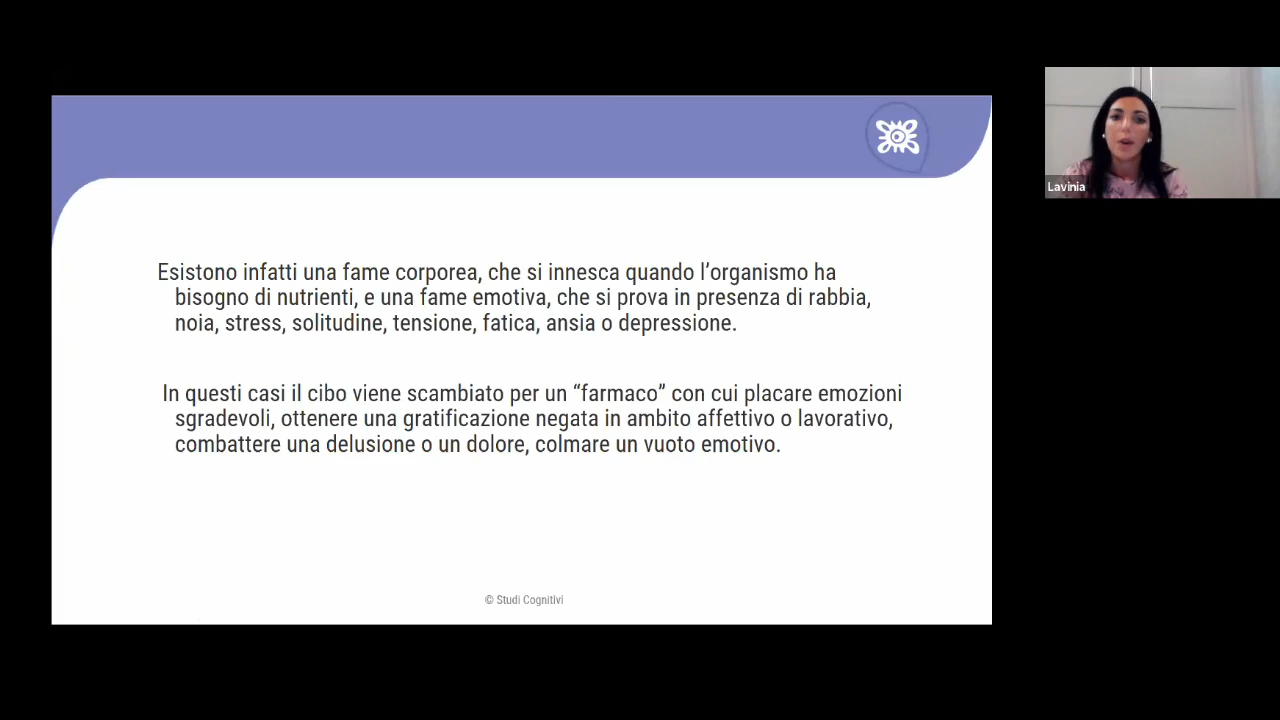 Esistono infatti una fame corporea, che si innesca quando l’organismo ha
bisogno di nutrienti, e una fame emotiva, che si prova in presenza di rabbia,
noia, stress, solitudine, tensione, fatica, ansia o depressione.
In questi casi il cibo viene scambiato per un “farmaco” con cui placare emozioni
sgradevoli, ottenere una gratificazione negata in ambito affettivo o lavorativo,
combattere una delusione o un dolore, colmare un vuoto emotivo.
© Studi Cognitivi
Lavinia